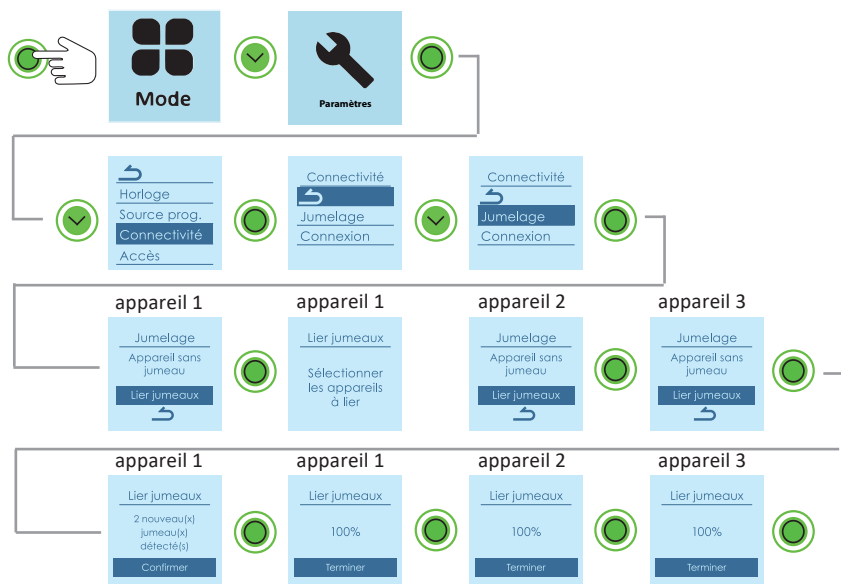 Mode
Paramètres
Horloge
Source prog.
Connectivité
Accès
Connectivité
Jumelage
Connexion
Connectivité
Jumelage
Connexion
appareil 1
Jumelage
Appareil sans
jumeau
Lier jumeaux
appareil 1
Lier jumeaux
Sélectionner
les appareils
à lier
appareil 2
Jumelage
Appareil sans
jumeau
Lier jumeaux
appareil 3
Jumelage
Appareil sans
jumeau
Lier jumeaux
appareil 1
Lier jumeaux
2 nouveau(x)
jumeau(x)
détecté(s)
Confirmer
appareil 1
Lier jumeaux
100%
Terminer
appareil 2
Lier jumeaux
100%
Terminer
appareil 3
Lier jumeaux
100%
Terminer